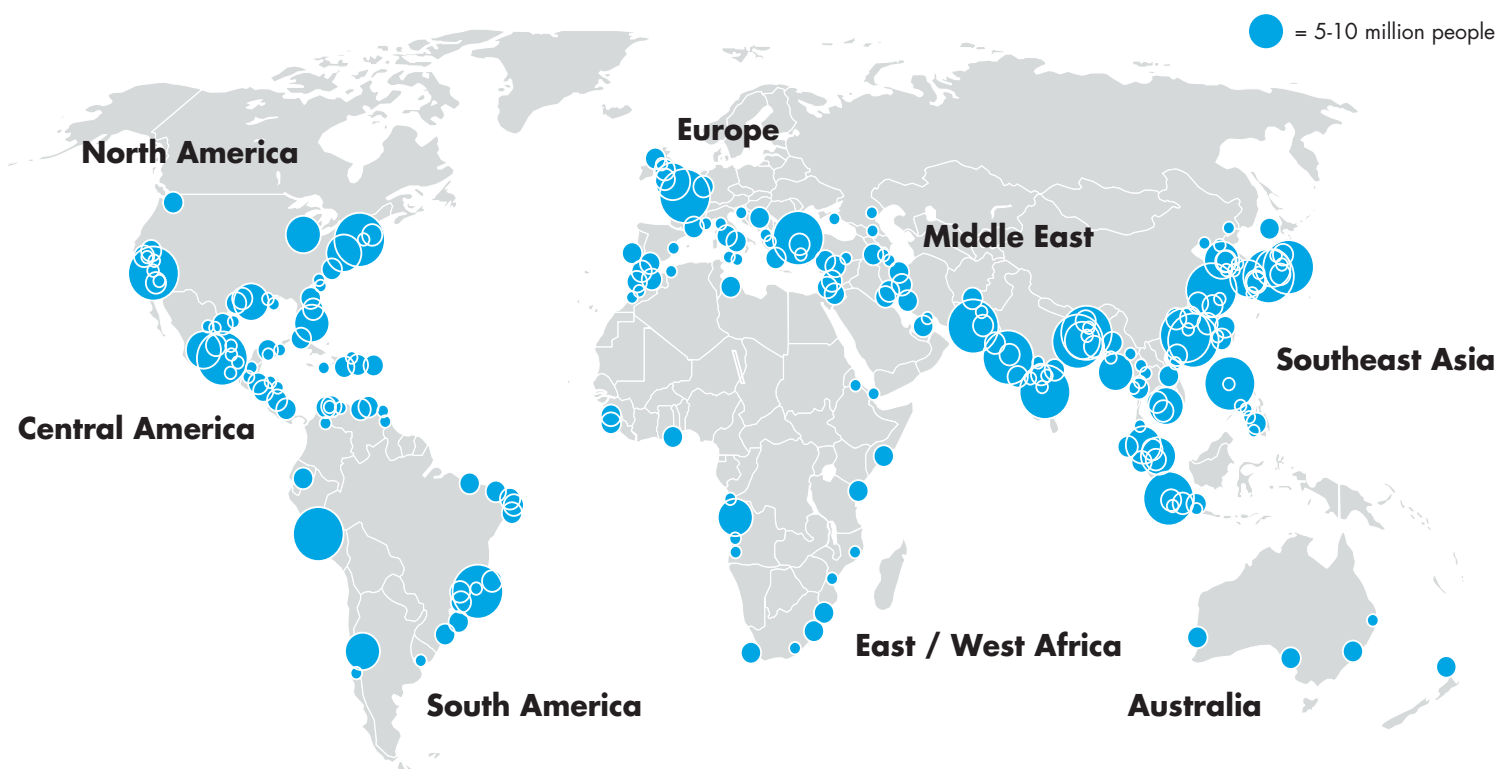 = 5-10 million people
Europe
North America
Middle East
Southeast Asia
Central America
East / West Africa
South America
Australia